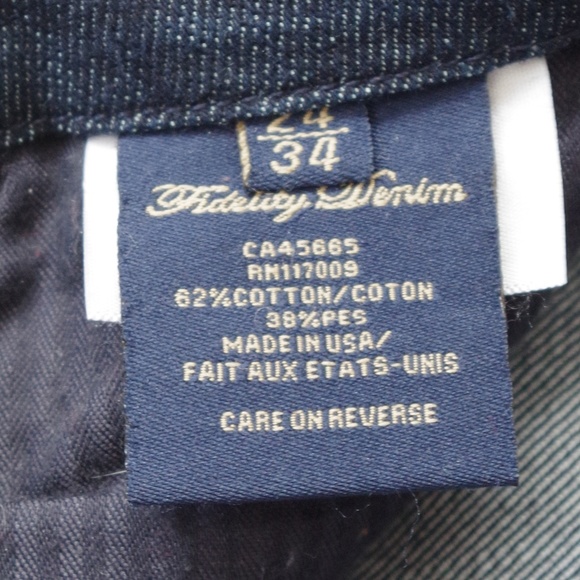 24
34
Fidelity Denim
CA45665
RN117009
62%COTTON/COTON
38%PES
MADE IN USA/
FAIT AUX ETATS-UNIS
CARE ON REVERSE